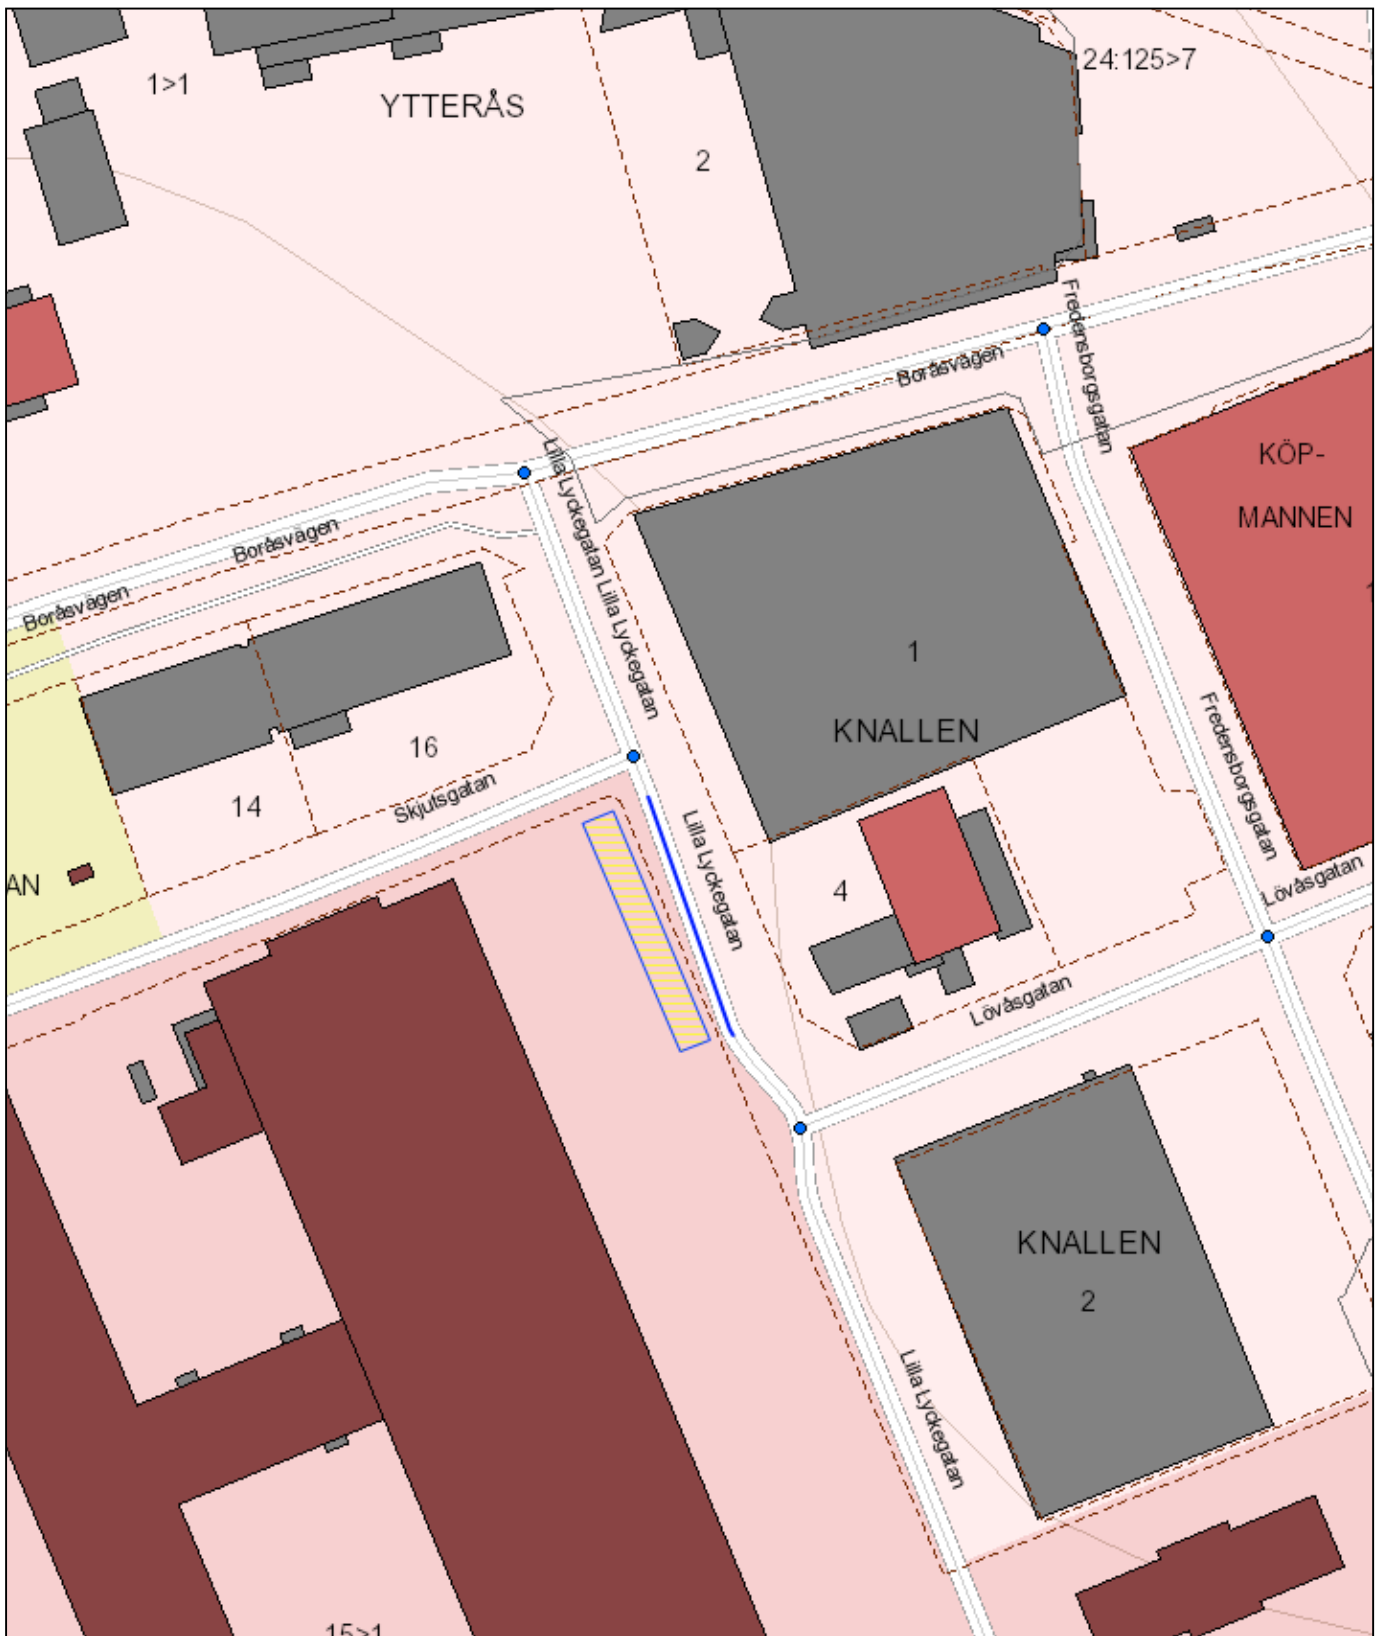 24:125>7
1>1
YTTERÅS
2
Fredensborgsgatan
Boråsvägen
KÖP-
MANNEN
Lilla Lyckegatan
Boråsvägen
Lilla Lyckegatan
Boråsvägen
1
KNALLEN
16
14
Skjutsgatan
Fredensborgsgatan
Lilla Lyckegatan
4
AN
Lövåsgatan
Lövåsgatan
KNALLEN
2
Lilla Lyckegatan
15>1